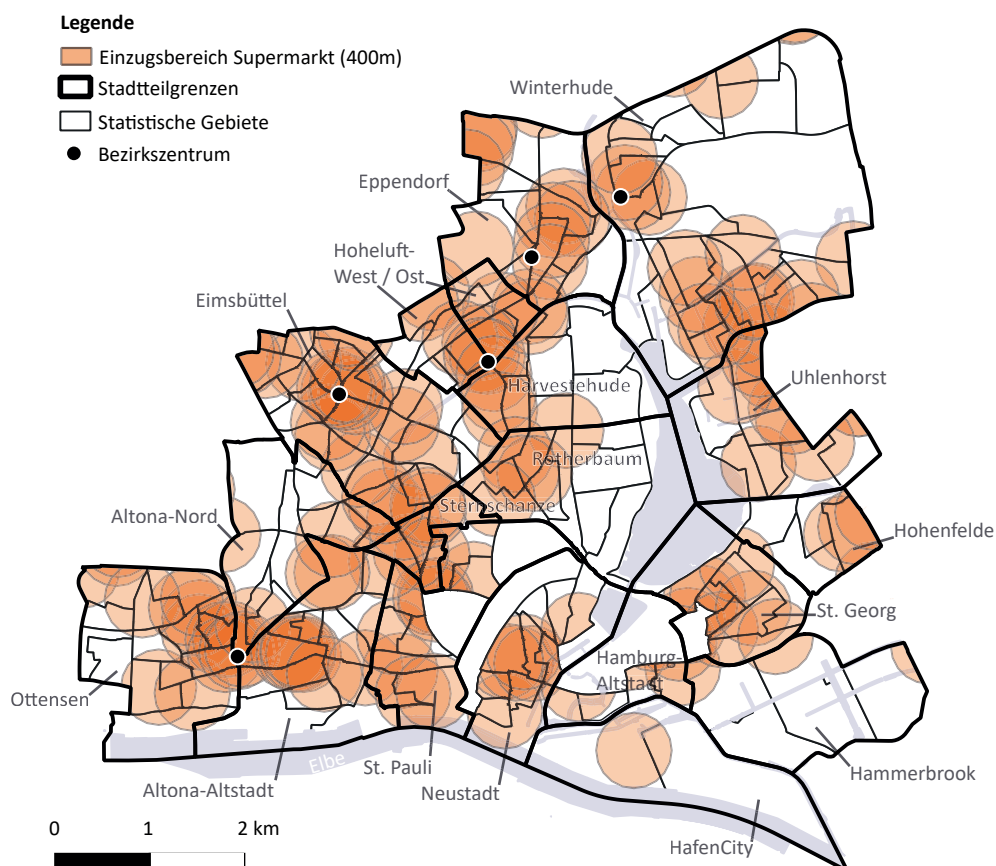 Legende
Einzugsbereich Supermarkt (400m)
Stadtteilgrenzen
Statistische Gebiete
Bezirkszentrum
Winterhude
Eppendorf
Hoheluft-
West / Ost
Eimsbüttel
Harvestehude
Uhlenhorst
Rotherbaum
Sternschanze
Altona-Nord
Hohenfelde
St. Georg
Hamburg-
Altstadt
Ottensen
Elbe
St. Pauli
Altona-Altstadt
Neustadt
Hammerbrook
HafenCity
0 1 2 km